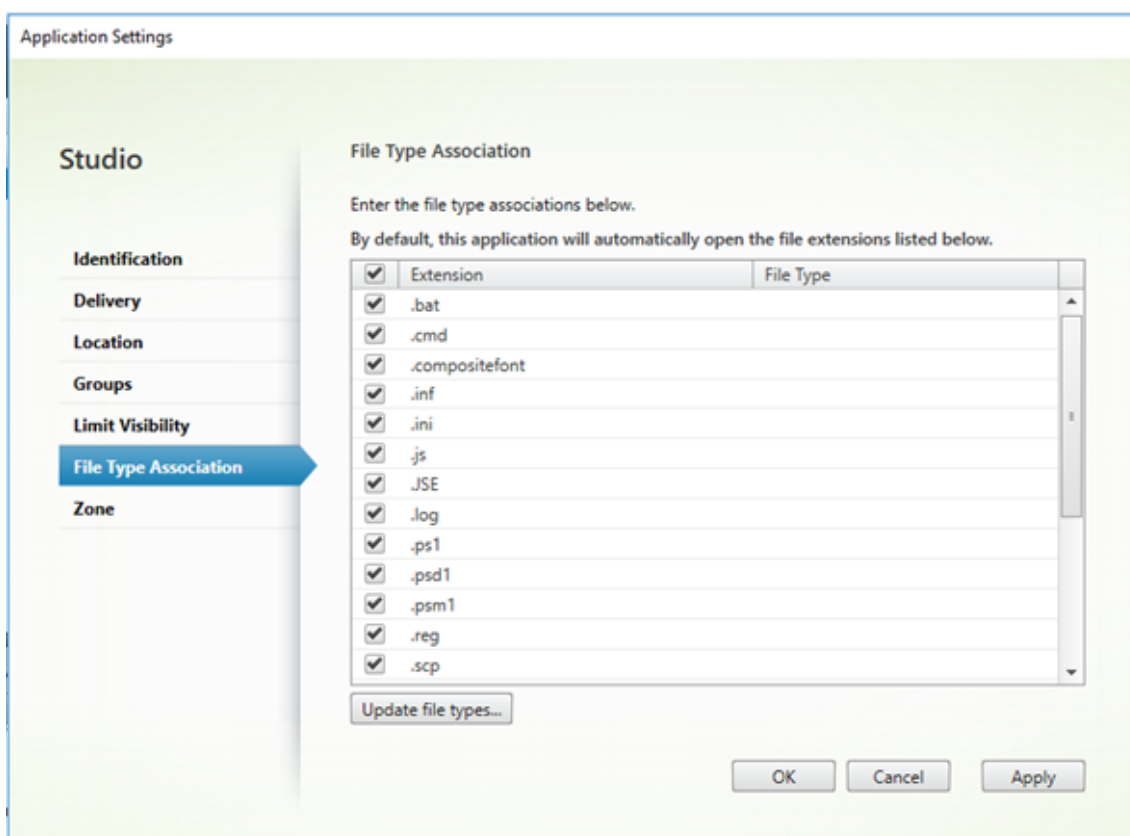 Application Settings
Studio
Identification
Delivery
Location
Groups
Limit Visibility
File Type Association
Zone
File Type Association
Enter the file type associations below.
By default, this application will automatically open the file extensions listed below.
Extension File Type
.bat
.cmd
.compositefont
.inf
.ini
.js
.JSE
.log
.ps1
.psd1
.psm1
.reg
.scp
Update file types...
OK Cancel Apply